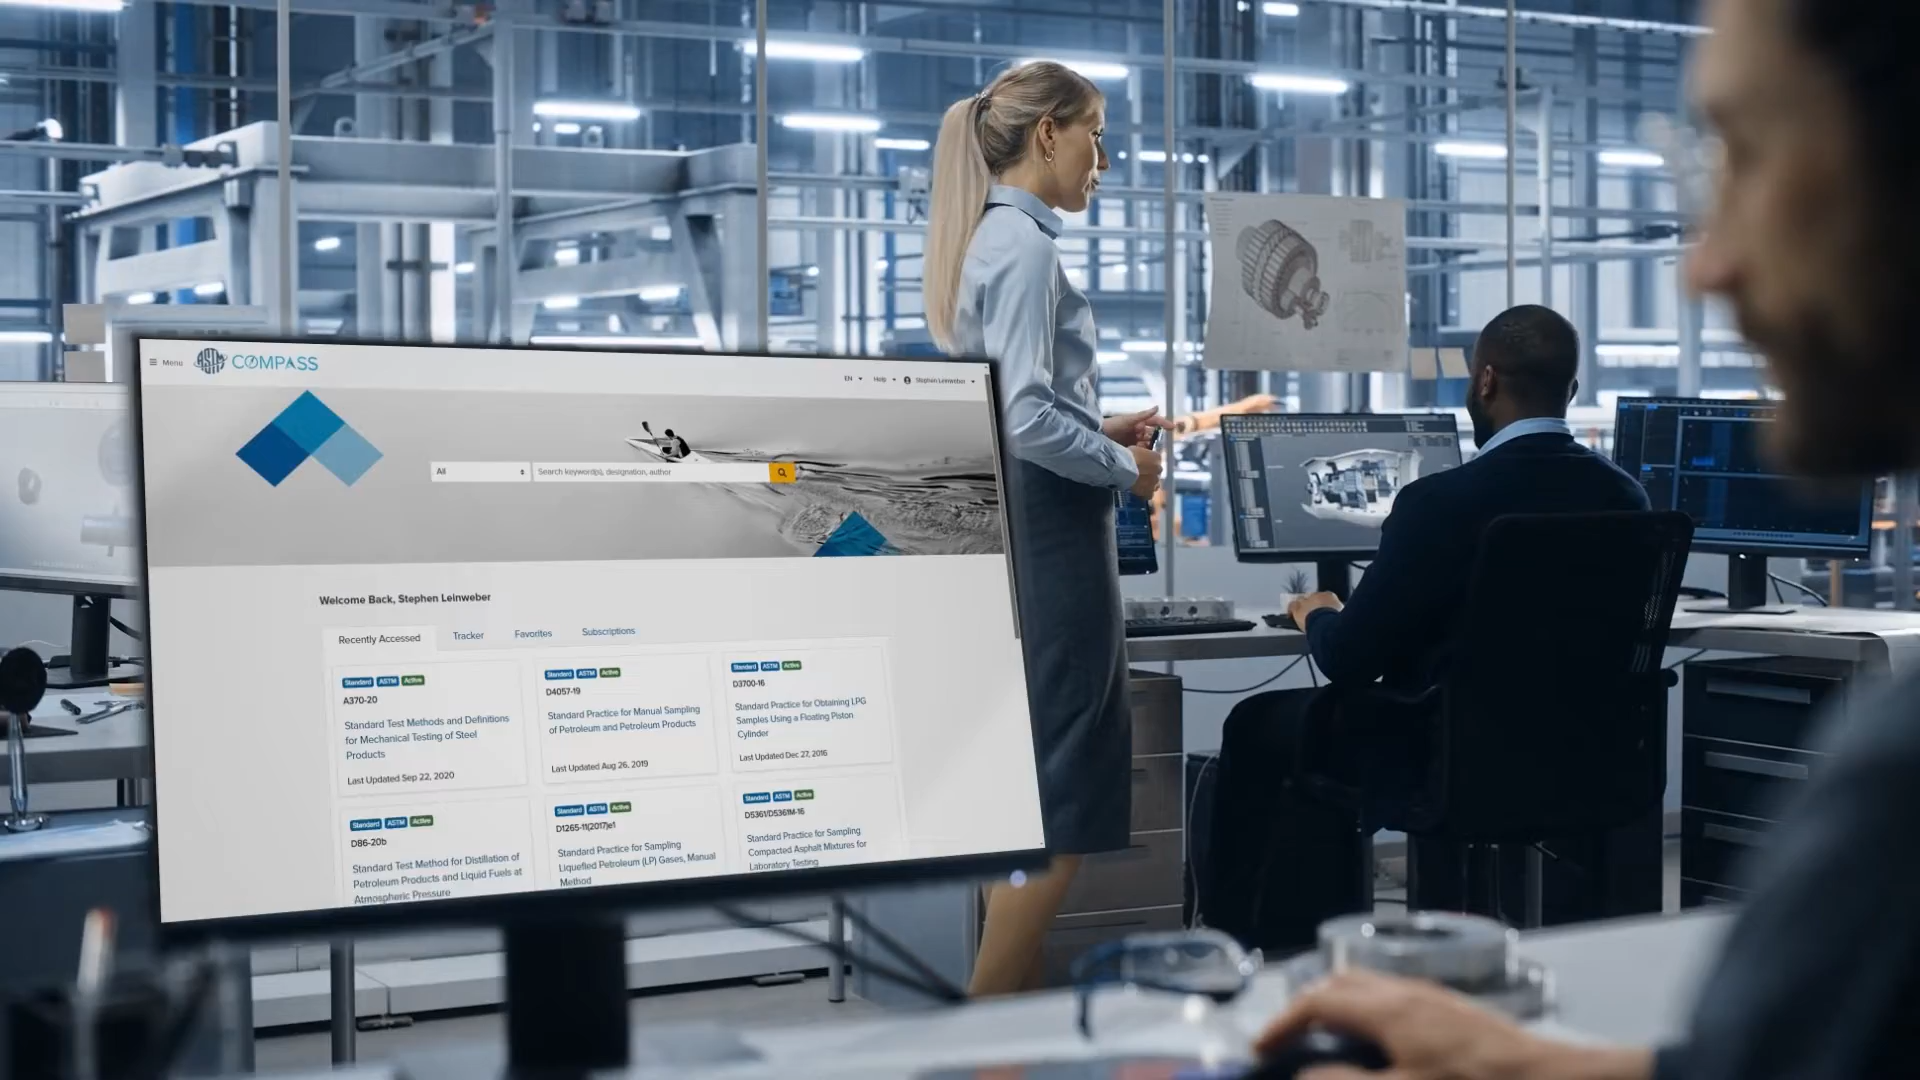 Menu ASTM COMPASS
EN Help Stephen Leinweber
All Search keyword(s), designation, author
Welcome Back, Stephen Leinweber
Recently Accessed Tracker Favorites Subscriptions
Standard ASTM Active
A370-20
Standard Test Methods and Definitions
for Mechanical Testing of Steel
Products
Last Updated Sep 22, 2020
Standard ASTM Active
D4057-19
Standard Practice for Manual Sampling
of Petroleum and Petroleum Products
Last Updated Aug 26, 2019
Standard ASTM Active
D3700-16
Standard Practice for Obtaining LPG
Samples Using a Floating Piston
Cylinder
Last Updated Dec 27, 2016
Standard ASTM Active
D86-20b
Standard Test Method for Distillation of
Petroleum Products and Liquid Fuels at
Atmospheric Pressure
Standard ASTM Active
D1265-11(2017)e1
Standard Practice for Sampling
Liquefied Petroleum (LP) Gases, Manual
Method
Standard ASTM Active
D5361/D5361M-16
Standard Practice for Sampling
Compacted Asphalt Mixtures for
Laboratory Testing